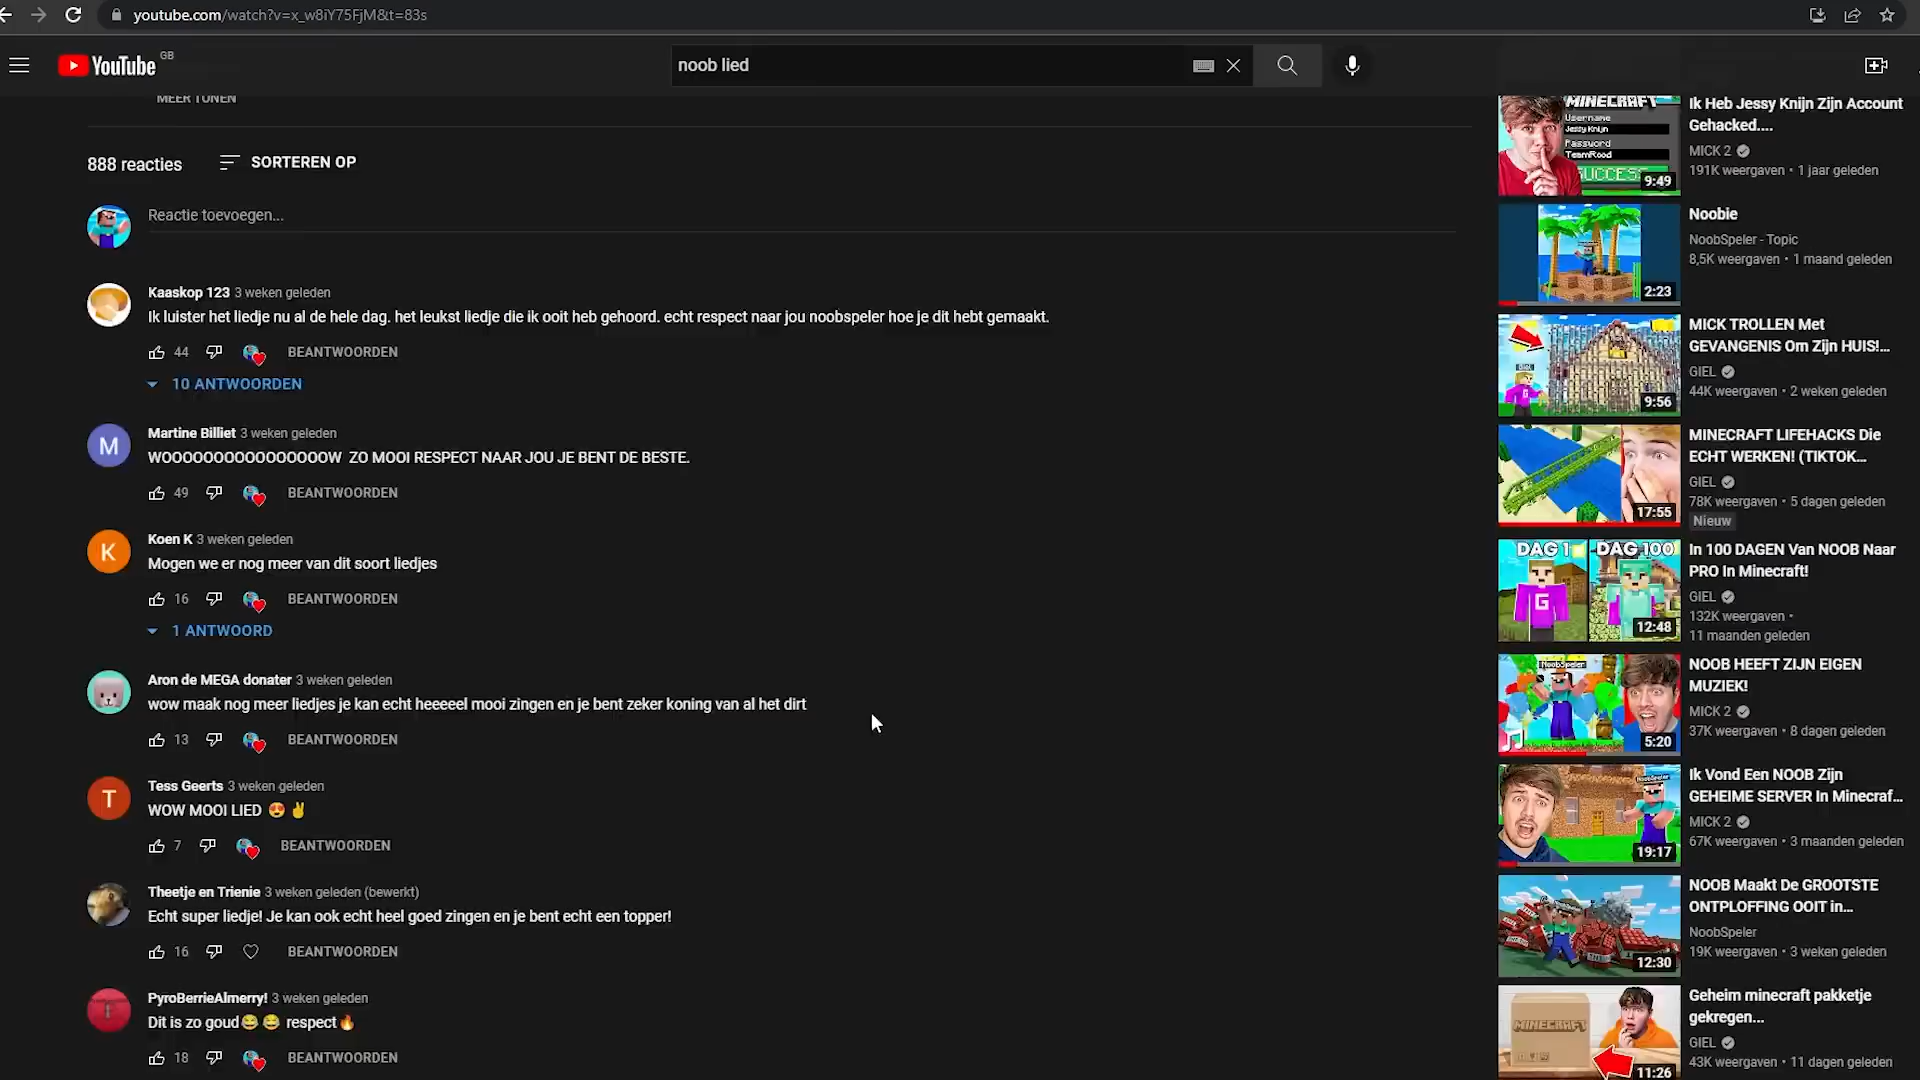 youtube.com/watch?v=x_w8iY75FjM&t=83s
YouTube GB
noob lied
MEER TONEN
888 reacties
SORTEREN OP
Reactie toevoegen...
Kaaskop 123 3 weken geleden
Ik luister het liedje nu al de hele dag. het leukst liedje die ik ooit heb gehoord. echt respect naar jou noobspeler hoe je dit hebt gemaakt.
44 BEANTWOORDEN
10 ANTWOORDEN
M
Martine Billiet 3 weken geleden
WOOOOOOOOOOOOOOOOW ZO MOOI RESPECT NAAR JOU JE BENT DE BESTE.
49 BEANTWOORDEN
K
Koen K 3 weken geleden
Mogen we er nog meer van dit soort liedjes
16 BEANTWOORDEN
1 ANTWOORD
Aron de MEGA donater 3 weken geleden
wow maak nog meer liedjes je kan echt heeeeel mooi zingen en je bent zeker koning van al het dirt
13 BEANTWOORDEN
T
Tess Geerts 3 weken geleden
WOW MOOI LIED 😍 ✌
7 BEANTWOORDEN
Theetje en Trienie 3 weken geleden (bewerkt)
Echt super liedje! Je kan ook echt heel goed zingen en je bent echt een topper!
16 BEANTWOORDEN
PyroBerrieAlmerry! 3 weken geleden
Dit is zo goud😂😂 respect🔥
18 BEANTWOORDEN
MINECRAFT
Username
Jessy Knijn
Password
TeamRood
SUCCESS
9:49
Ik Heb Jessy Knijn Zijn Account
Gehacked....
MICK 2
191K weergaven • 1 jaar geleden
2:23
Noobie
NoobSpeler - Topic
8,5K weergaven • 1 maand geleden
9:56
MICK TROLLEN Met
GEVANGENIS Om Zijn HUIS!...
GIEL
44K weergaven • 2 weken geleden
17:55
MINECRAFT LIFEHACKS Die
ECHT WERKEN! (TIKTOK...
GIEL
78K weergaven • 5 dagen geleden
Nieuw
DAG 1 DAG 100
G
12:48
In 100 DAGEN Van NOOB Naar
PRO In Minecraft!
GIEL
132K weergaven •
11 maanden geleden
NoobSpeler
5:20
NOOB HEEFT ZIJN EIGEN
MUZIEK!
MICK 2
37K weergaven • 8 dagen geleden
NoobSpeler
19:17
Ik Vond Een NOOB Zijn
GEHEIME SERVER In Minecraf...
MICK 2
67K weergaven • 3 maanden geleden
12:30
NOOB Maakt De GROOTSTE
ONTPLOFFING OOIT in...
NoobSpeler
19K weergaven • 3 weken geleden
MINECRAFT
11:26
Geheim minecraft pakketje
gekregen...
GIEL
43K weergaven • 11 dagen geleden